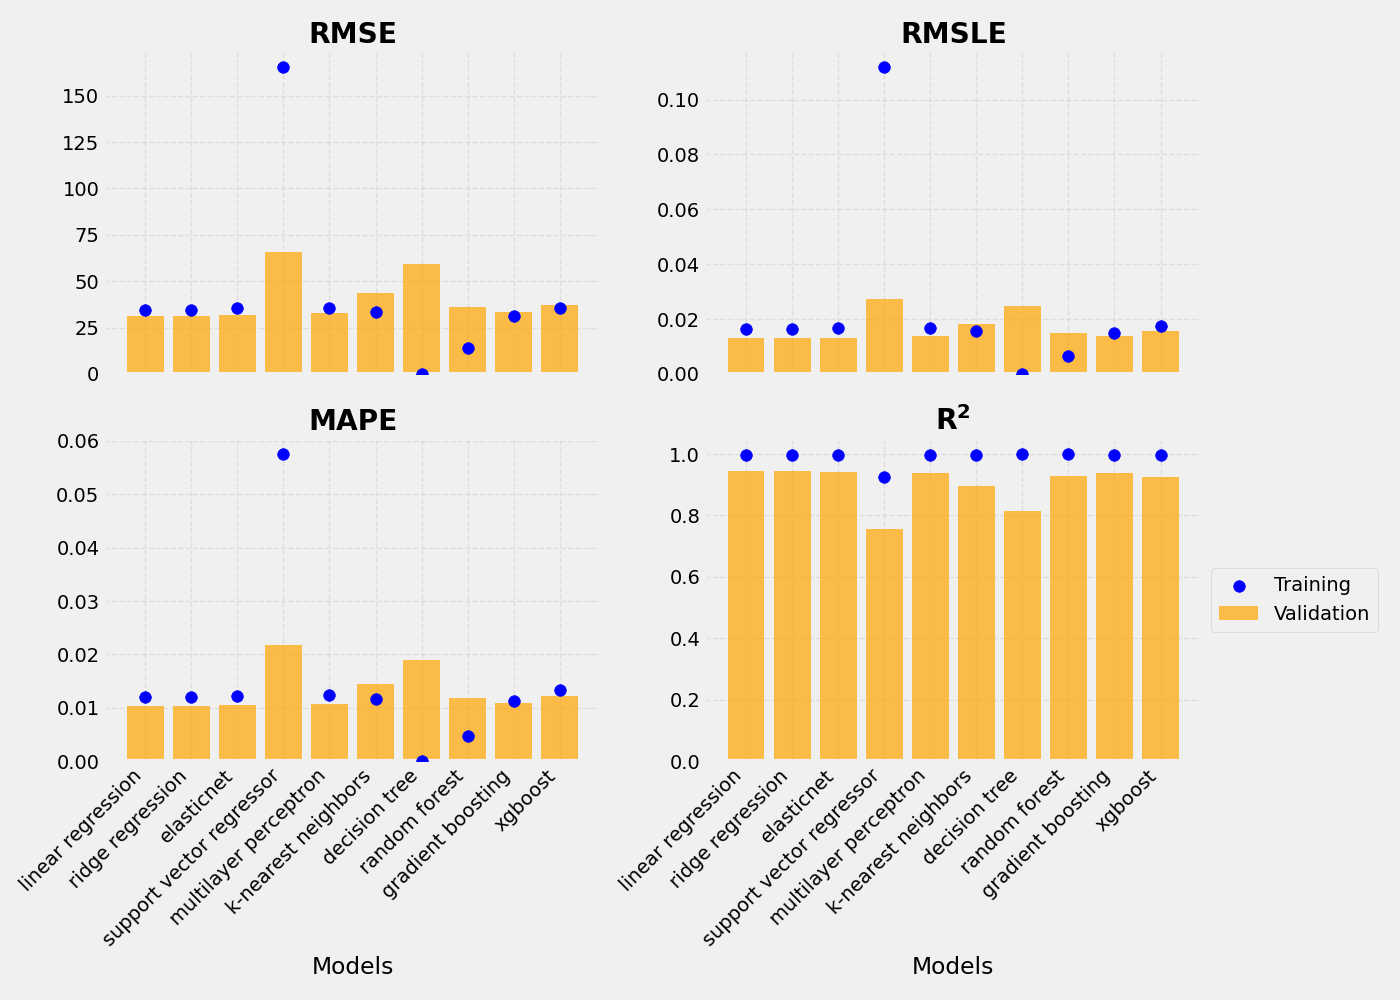 RMSE
150
125
100
75
50
25
0
RMSLE
0.10
0.08
0.06
0.04
0.02
0.00
MAPE
0.06
0.05
0.04
0.03
0.02
0.01
0.00
linear regression
ridge regression
elasticnet
support vector regressor
multilayer perceptron
k-nearest neighbors
decision tree
random forest
gradient boosting
xgboost
Models
R²
1.0
0.8
0.6
0.4
0.2
0.0
linear regression
ridge regression
elasticnet
support vector regressor
multilayer perceptron
k-nearest neighbors
decision tree
random forest
gradient boosting
xgboost
Models
Training
Validation